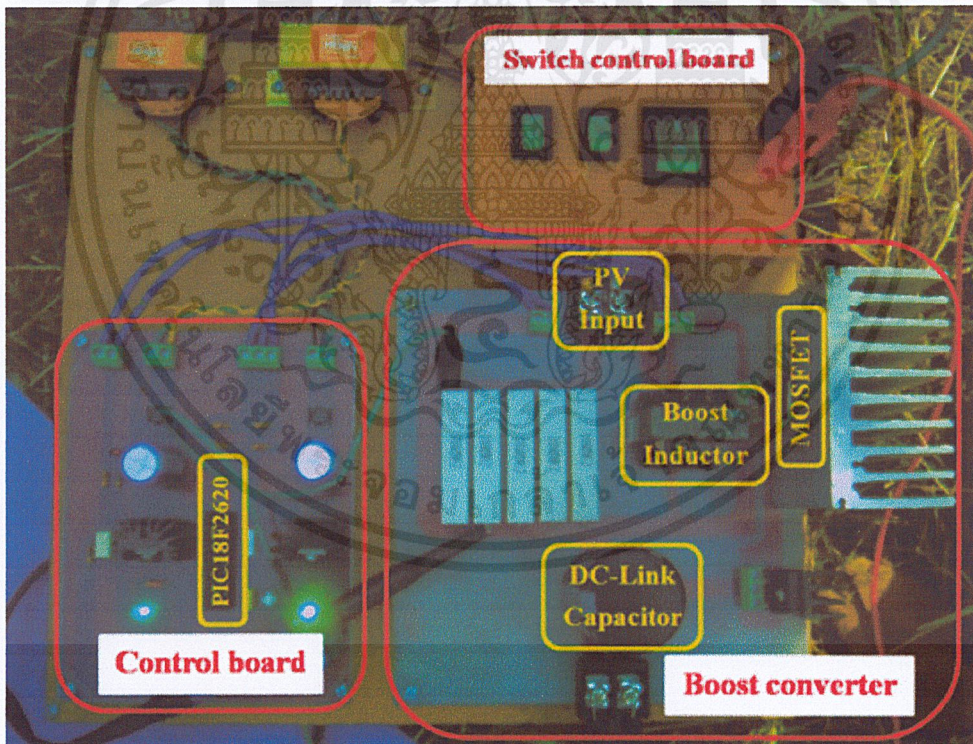 Switch control board
PV
Input
MOSFET
Boost
Inductor
PIC18F2620
DC-Link
Capacitor
Control board
Boost converter